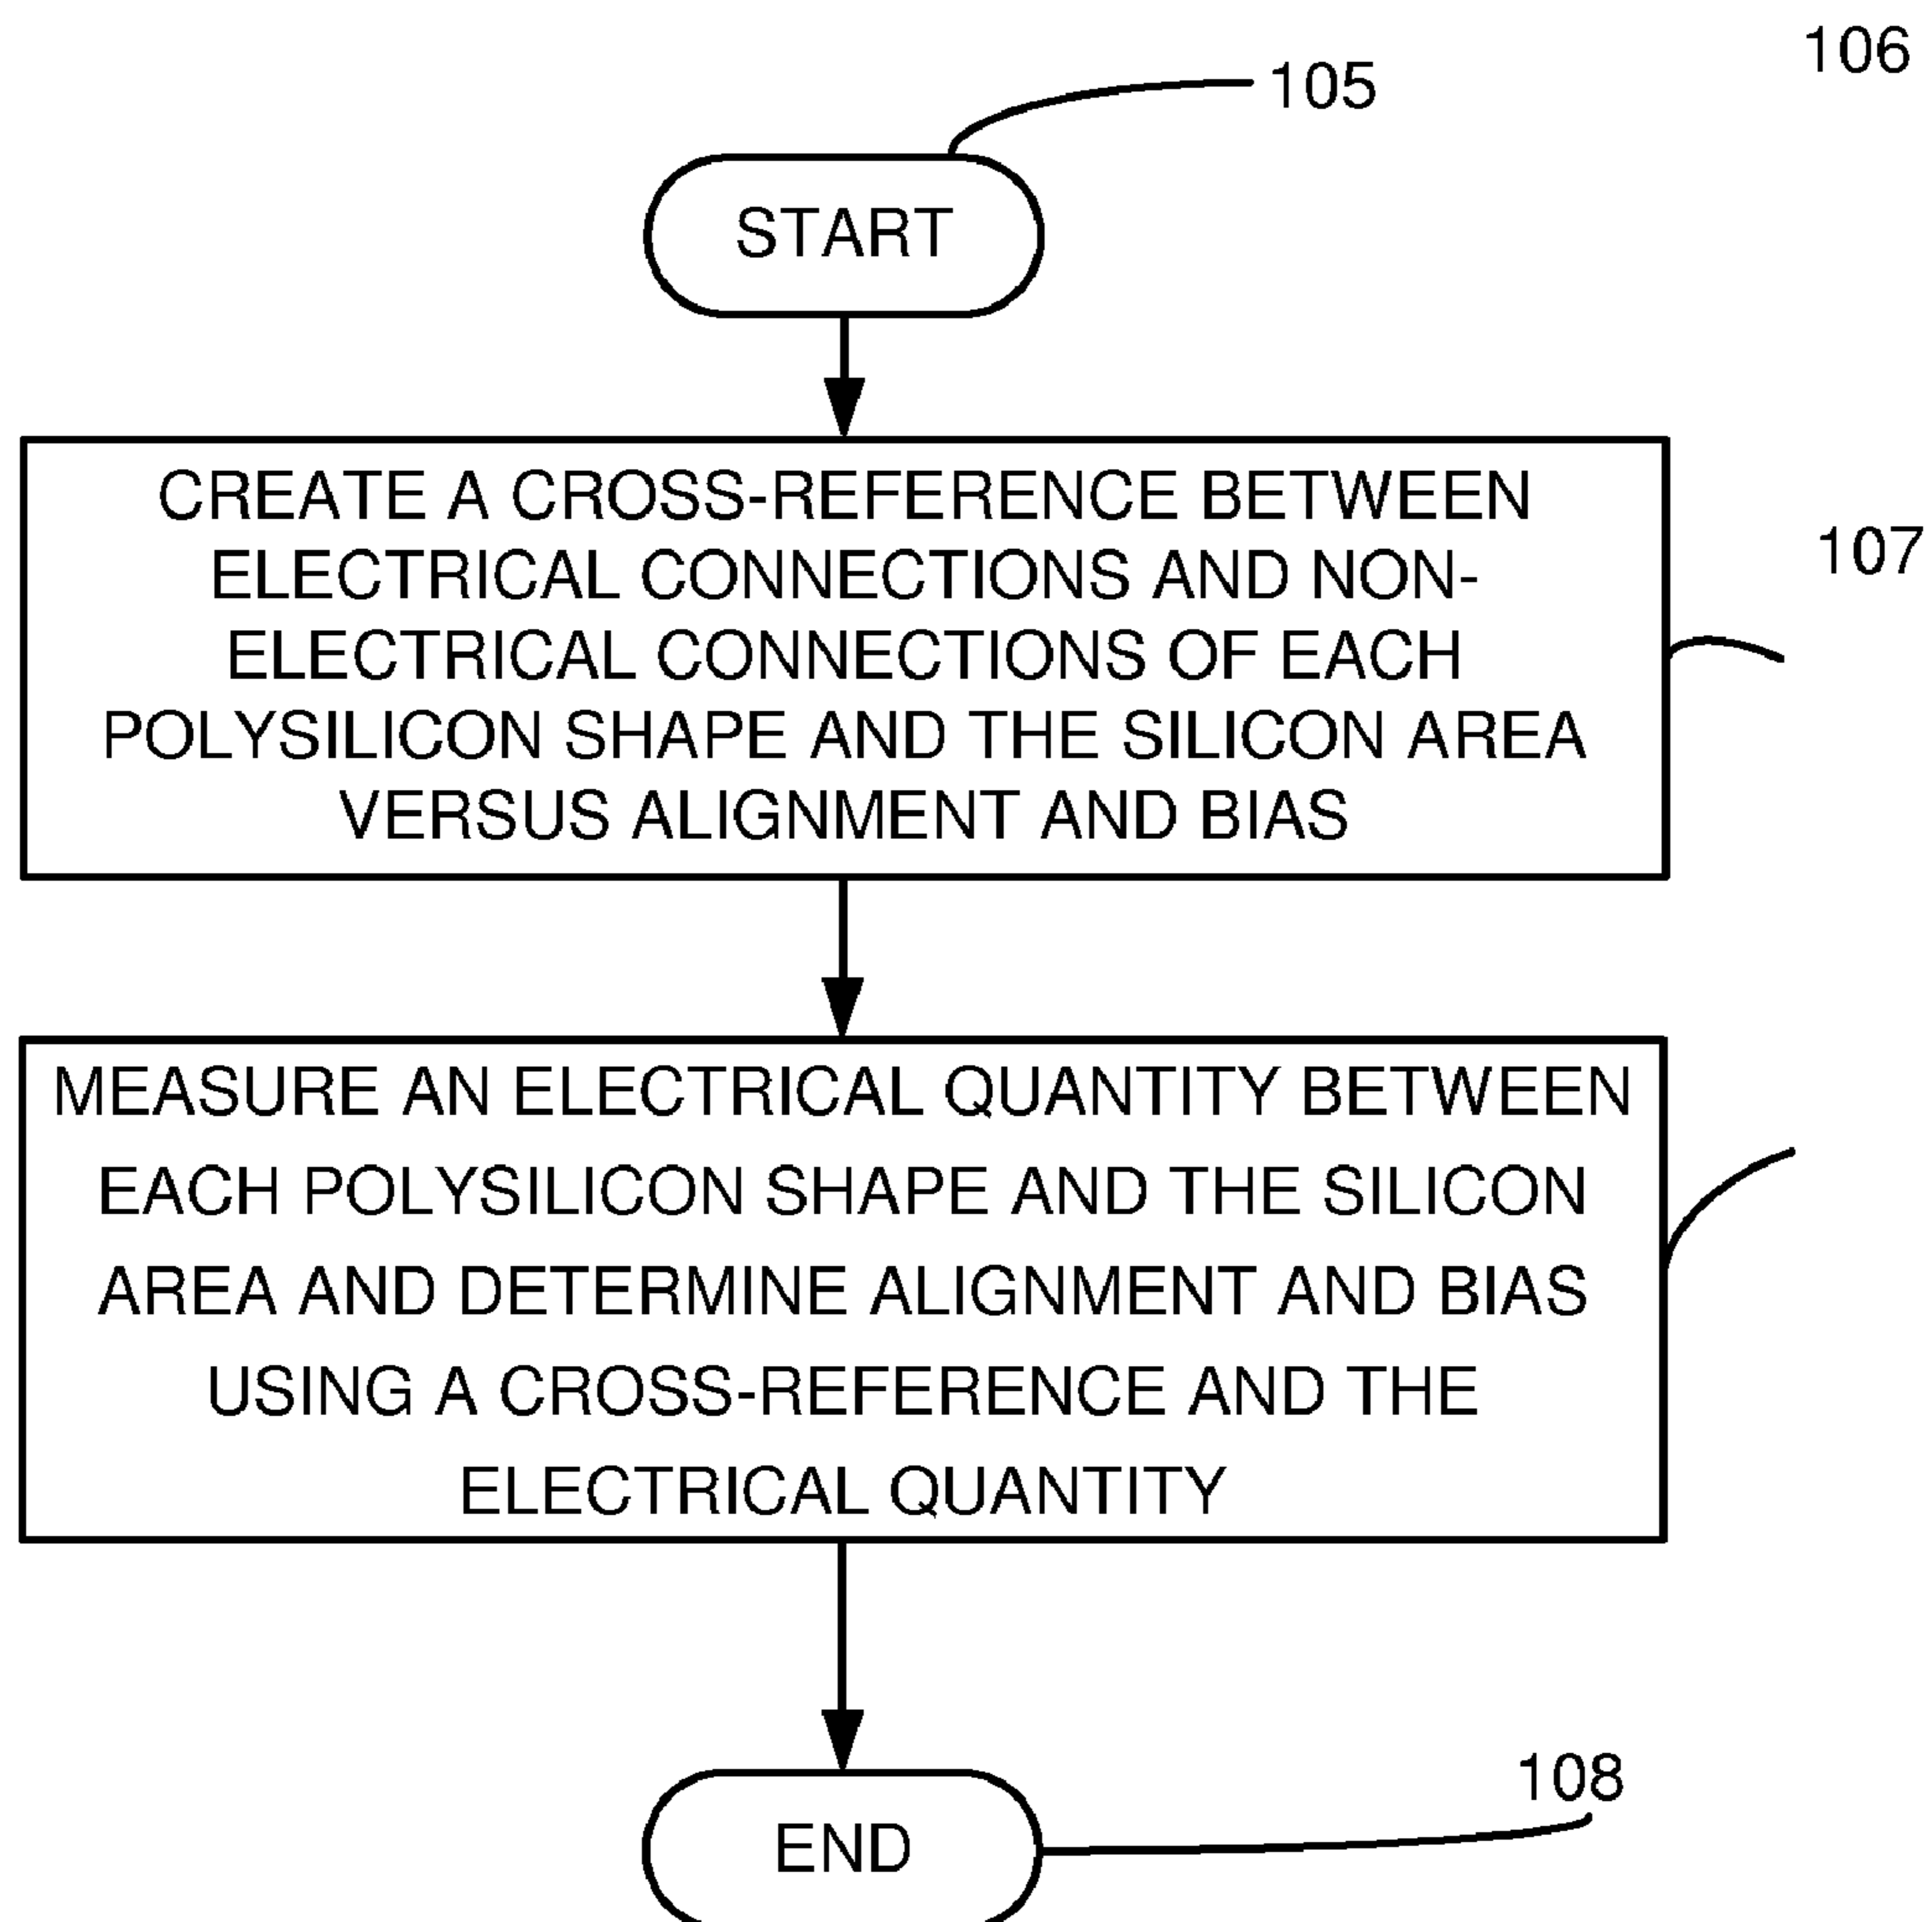 106
105
START
CREATE A CROSS-REFERENCE BETWEEN
ELECTRICAL CONNECTIONS AND NON-
ELECTRICAL CONNECTIONS OF EACH
POLYSILICON SHAPE AND THE SILICON AREA
VERSUS ALIGNMENT AND BIAS
107
MEASURE AN ELECTRICAL QUANTITY BETWEEN
EACH POLYSILICON SHAPE AND THE SILICON
AREA AND DETERMINE ALIGNMENT AND BIAS
USING A CROSS-REFERENCE AND THE
ELECTRICAL QUANTITY
108
END